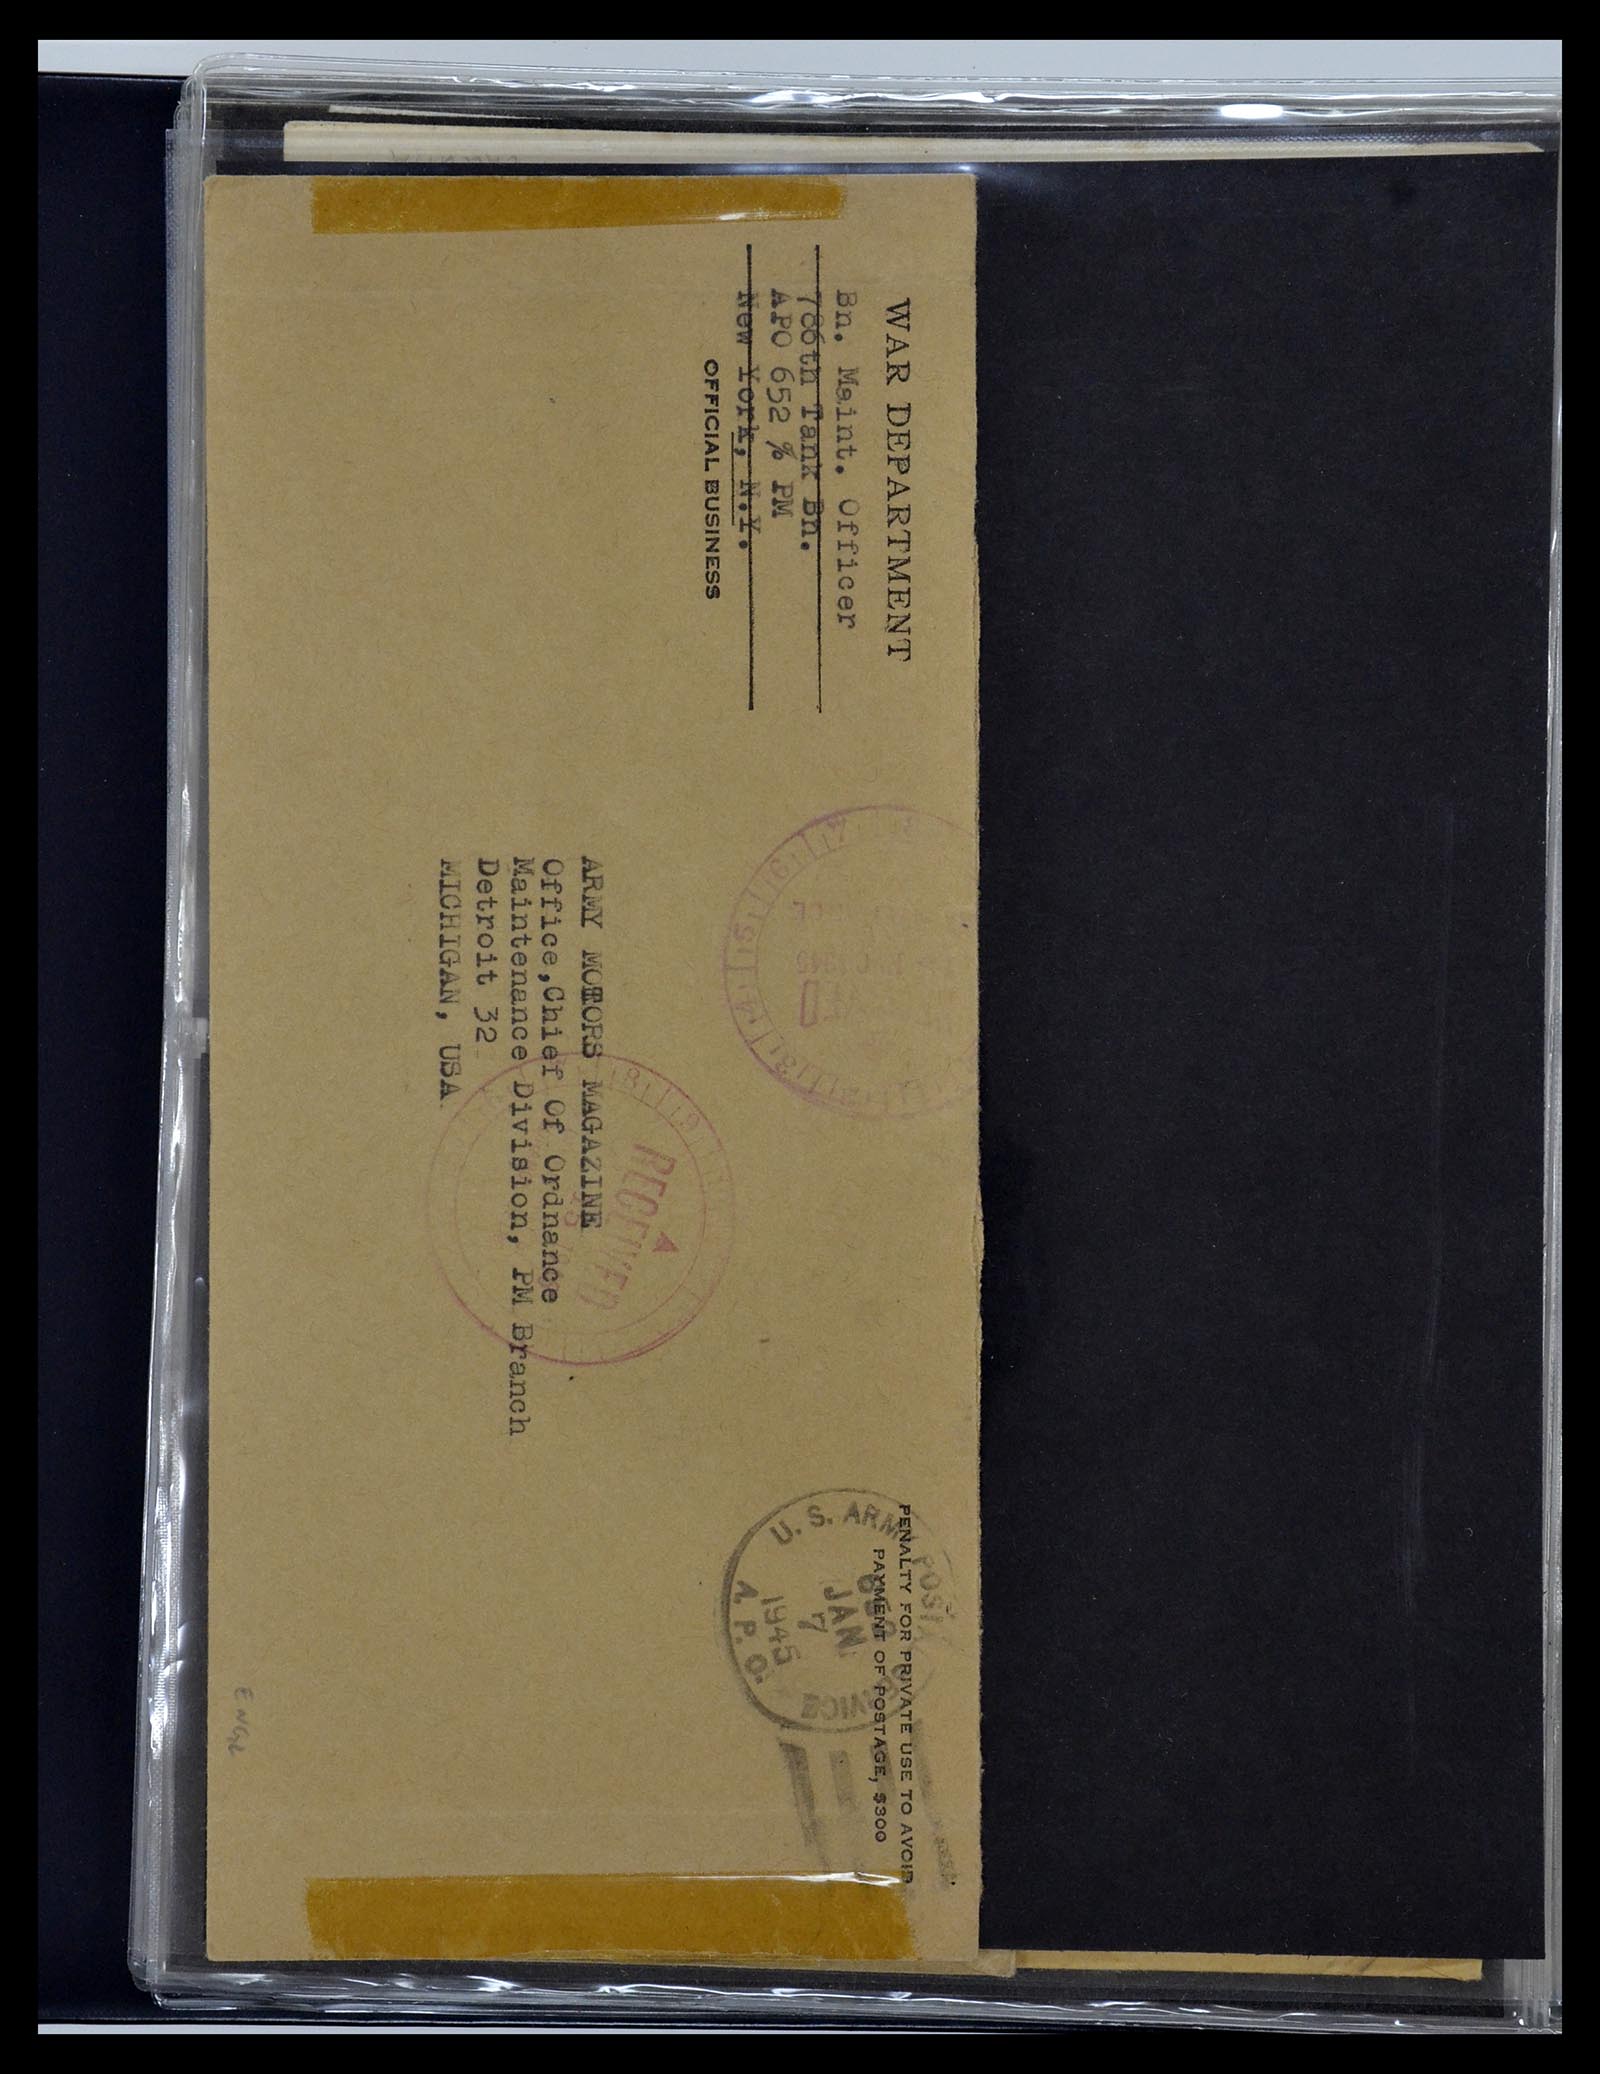 WAR DEPARTMENT
Bn. Maint. Officer
786th Tank Bn.
APO 652 % PM
New York, N.Y.
OFFICIAL BUSINESS
PENALTY FOR PRIVATE USE TO AVOID
PAYMENT OF POSTAGE, $300
U. S. ARMY POSTAL SERVICE
JAN
7
1945
A. P. O.
ARMY MOTORS MAGAZINE
Office,Chief Of Ordnance
Maintenance Division, PM Branch
Detroit 32
MICHIGAN, USA
RECEIVED
ENGL